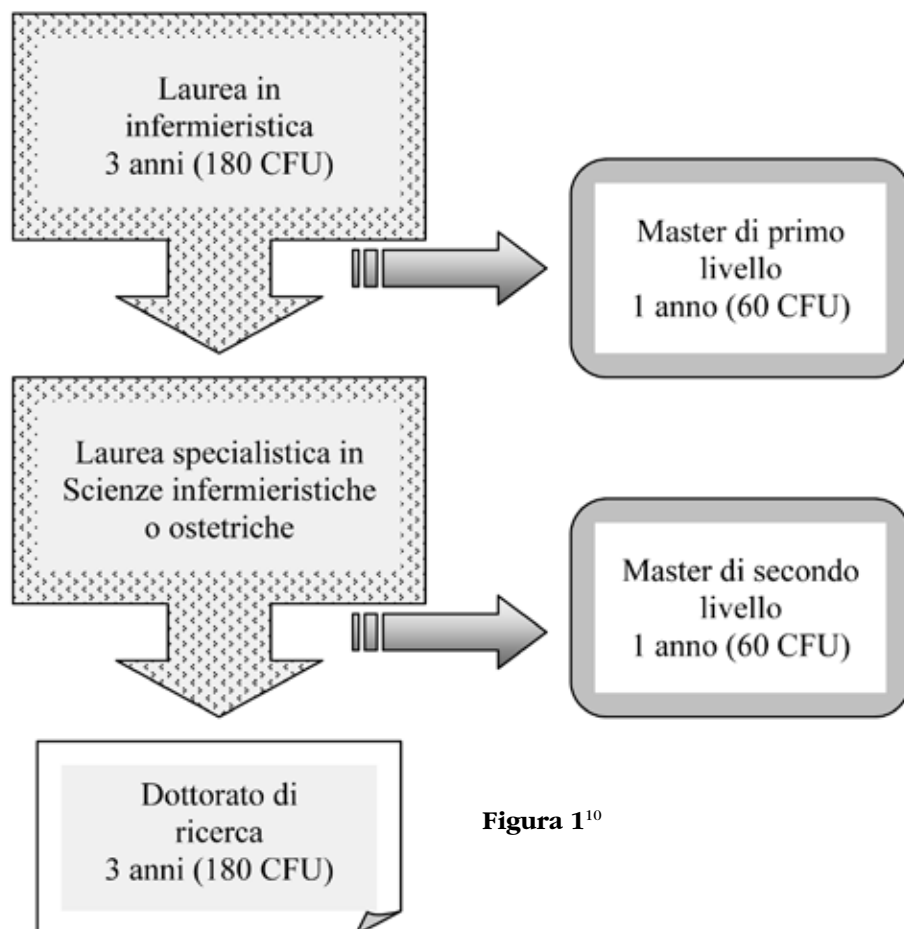 Laurea in
infermieristica
3 anni (180 CFU)
Master di primo
livello
1 anno (60 CFU)
Laurea specialistica in
Scienze infermieristiche
o ostetriche
Master di secondo
livello
1 anno (60 CFU)
Dottorato di
ricerca
3 anni (180 CFU)
Figura 1¹⁰